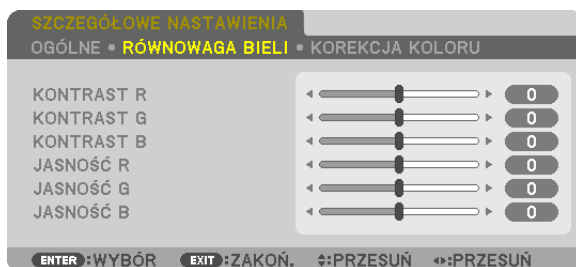 SZCZEGÓŁOWE NASTAWIENIA
OGÓLNE • RÓWNOWAGA BIELI • KOREKCJA KOLORU
KONTRAST R 0
KONTRAST G 0
KONTRAST B 0
JASNOŚĆ R 0
JASNOŚĆ G 0
JASNOŚĆ B 0
ENTER :WYBÓR EXIT :ZAKOŃ. :PRZESUŃ :PRZESUŃ